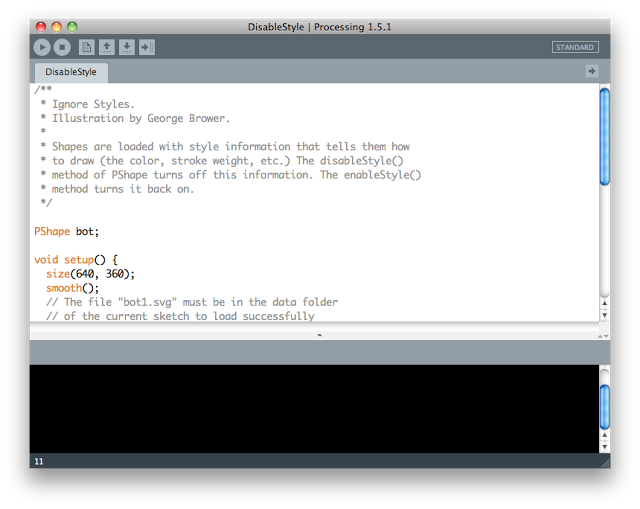 DisableStyle | Processing 1.5.1
STANDARD
DisableStyle
/**
 * Ignore Styles.
 * Illustration by George Brower.
 *
 * Shapes are loaded with style information that tells them how
 * to draw (the color, stroke weight, etc.) The disableStyle()
 * method of PShape turns off this information. The enableStyle()
 * method turns it back on.
 */
PShape bot;
void setup() {
  size(640, 360);
  smooth();
  // The file "bot1.svg" must be in the data folder
  // of the current sketch to load successfully
11